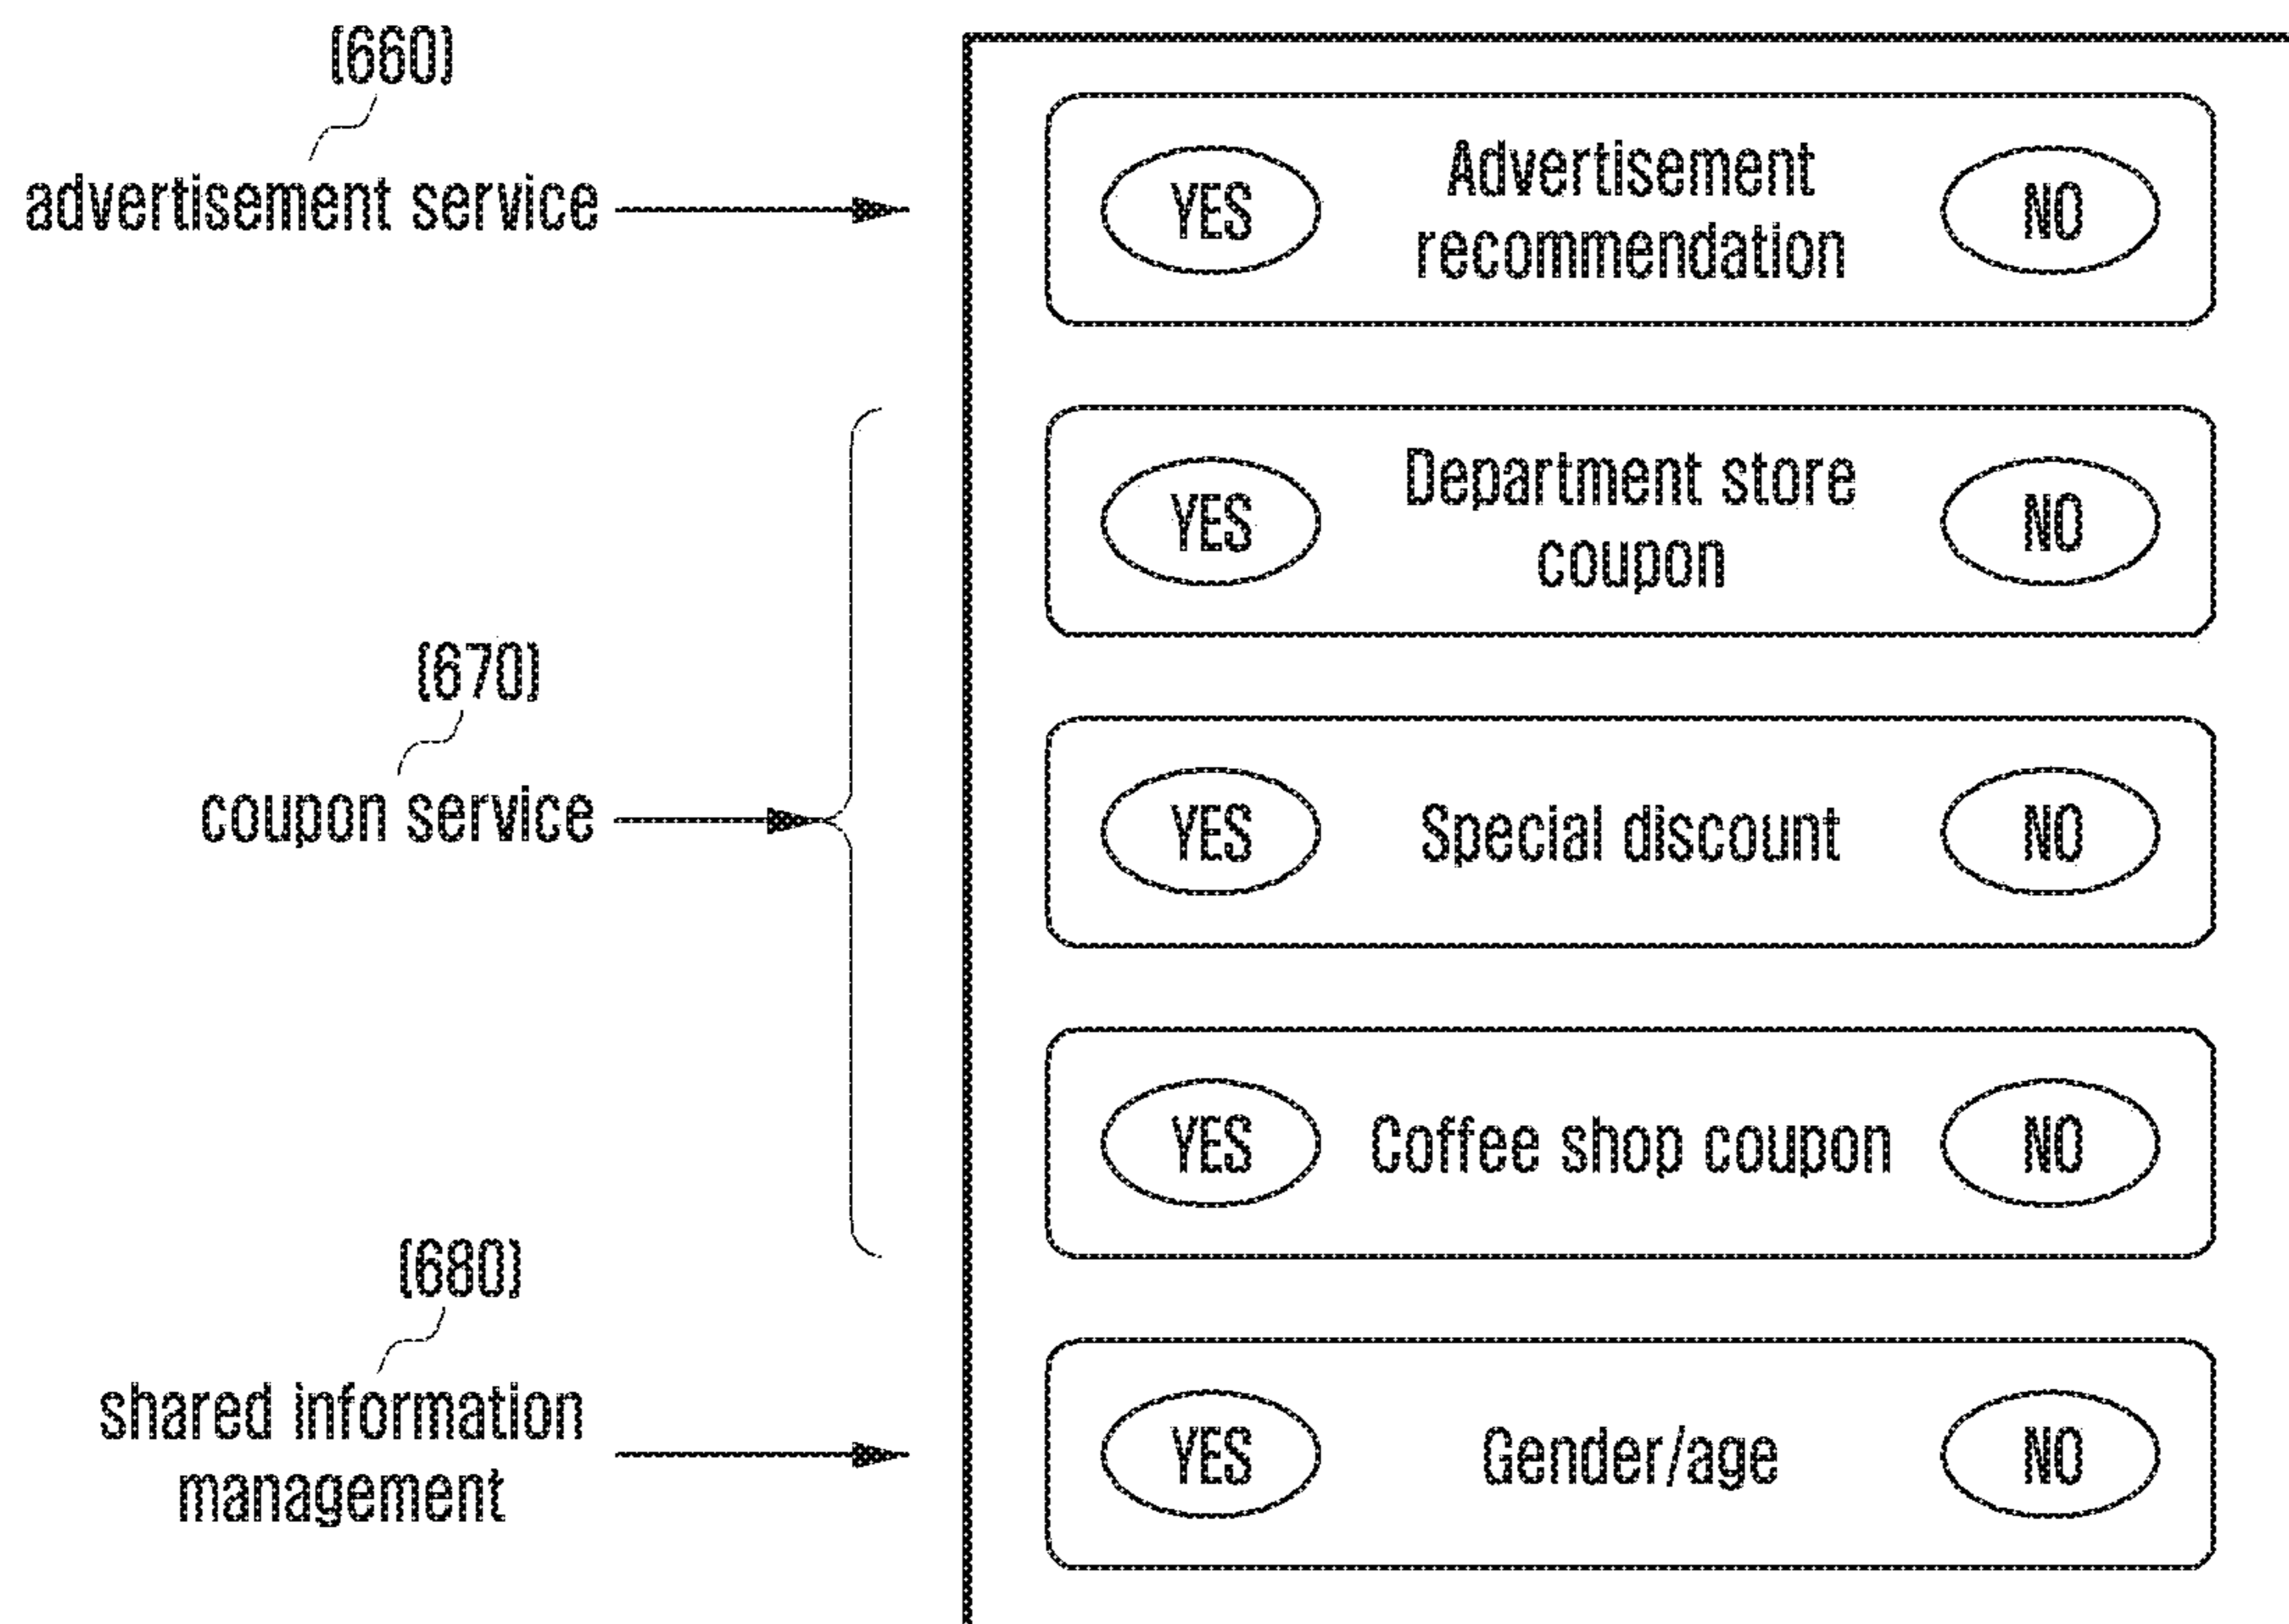 (660)
advertisement service
YES
Advertisement
recommendation
NO
YES
Department store
coupon
NO
(670)
coupon service
YES
Special discount
NO
YES
Coffee shop coupon
NO
(680)
shared information
management
YES
Gender/age
NO